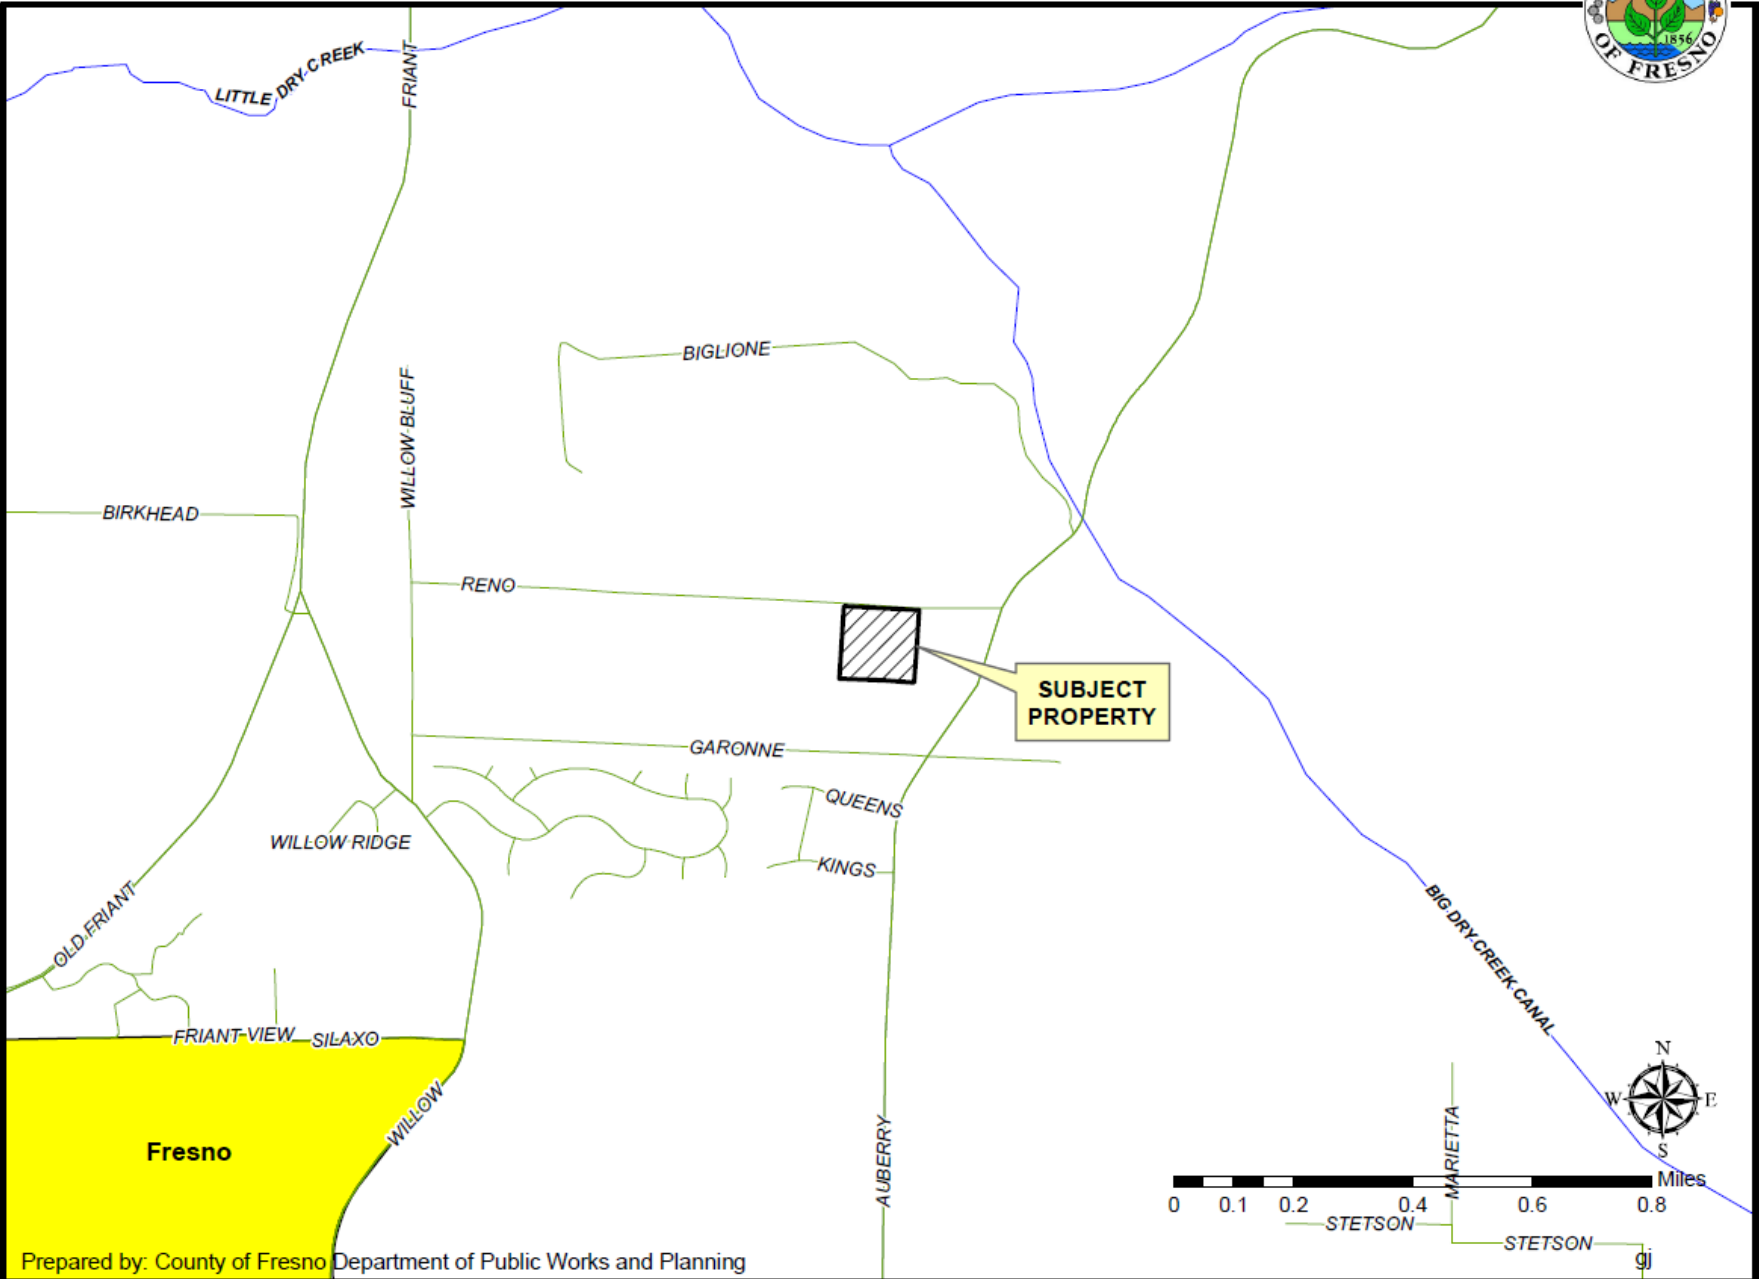 1856
OF FRESNO
LITTLE DRY CREEK
FRIANT
BIGLIONE
WILLOW BLUFF
BIRKHEAD
RENO
SUBJECT
PROPERTY
GARONNE
QUEENS
WILLOW RIDGE
KINGS
OLD FRIANT
BIG DRY CREEK CANAL
FRIANT VIEW
SILAXO
N
W
E
S
WILLOW
Fresno
AUBERRY
MARIETTA
Miles
0 0.1 0.2 0.4 0.6 0.8
STETSON
STETSON
Prepared by: County of Fresno Department of Public Works and Planning
gj